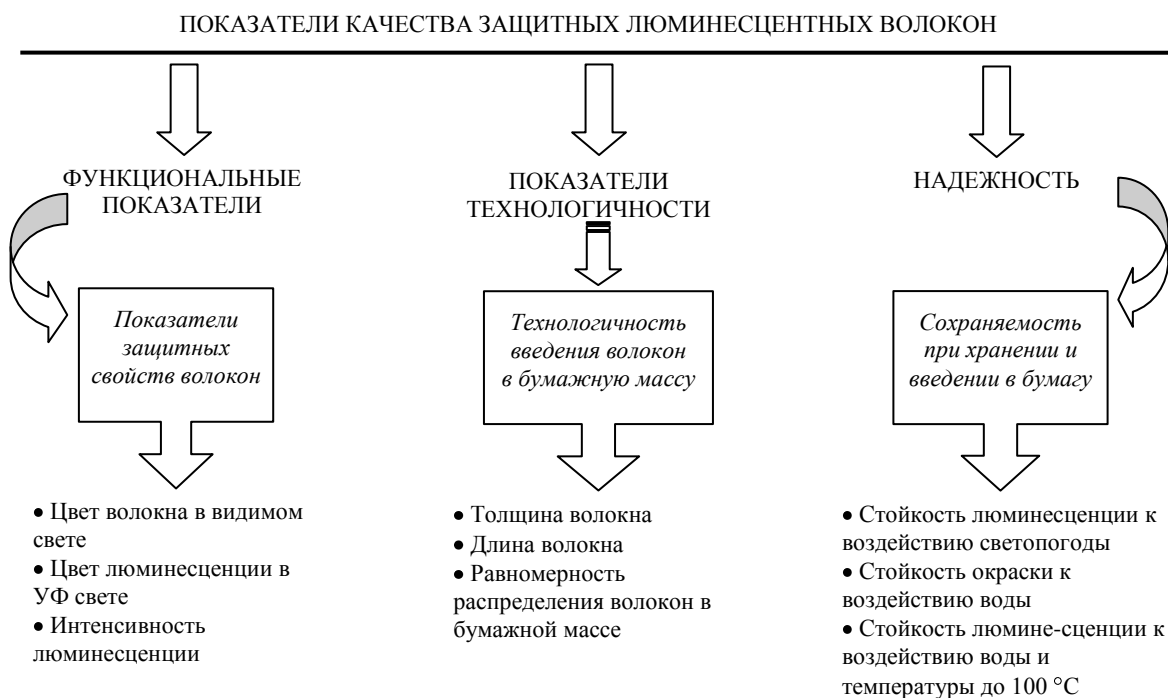 ПОКАЗАТЕЛИ КАЧЕСТВА ЗАЩИТНЫХ ЛЮМИНЕСЦЕНТНЫХ ВОЛОКОН
ФУНКЦИОНАЛЬНЫЕ
ПОКАЗАТЕЛИ
Показатели
защитных
свойств волокон
• Цвет волокна в видимом
свете
• Цвет люминесценции в
УФ свете
• Интенсивность
люминесценции
ПОКАЗАТЕЛИ
ТЕХНОЛОГИЧНОСТИ
Технологичность
введения волокон
в бумажную массу
• Толщина волокна
• Длина волокна
• Равномерность
распределения волокон в
бумажной массе
НАДЕЖНОСТЬ
Сохраняемость
при хранении и
введении в бумагу
• Стойкость люминесценции к
воздействию светопогоды
• Стойкость окраски к
воздействию воды
• Стойкость люмине-сценции к
воздействию воды и
температуры до 100 °С